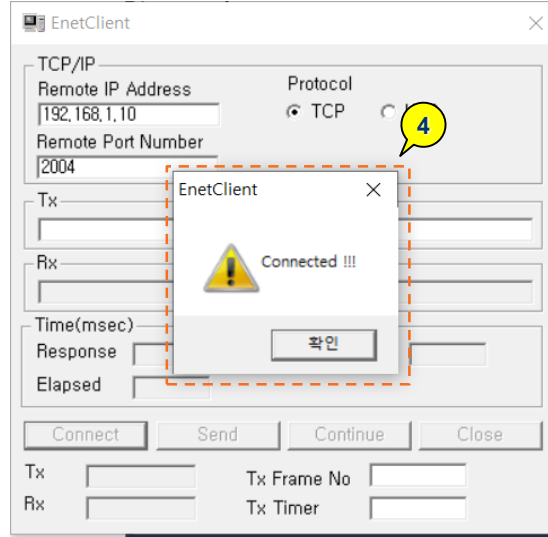 EnetClient
TCP/IP
Remote IP Address
Protocol
192,168,1,10
TCP
Remote Port Number
4
2004
EnetClient
Tx
Connected !!!
Rx
Time(msec)
확인
Response
Elapsed
Connect
Send
Continue
Close
Tx
Tx Frame No
Rx
Tx Timer